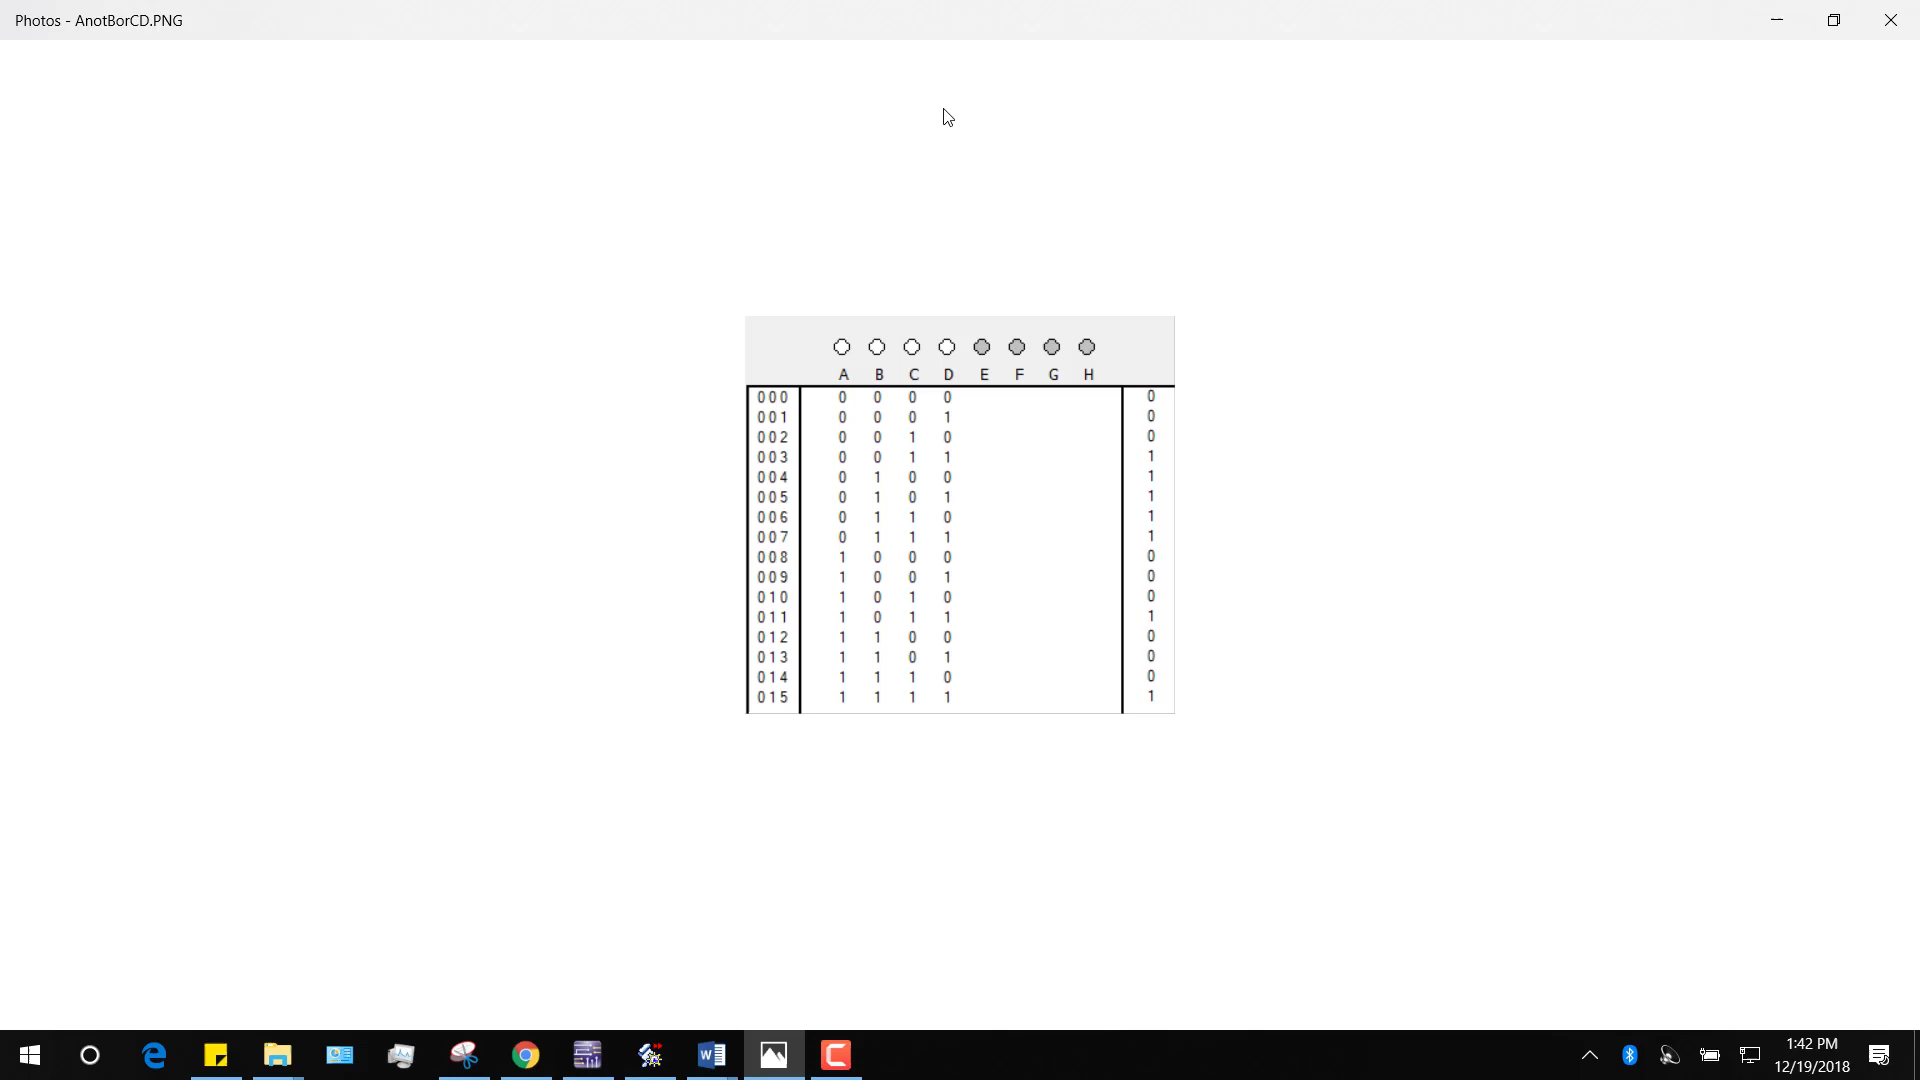 Photos - AnotBorCD.PNG
A B C D E F G H
000 0 0 0 0 0
001 0 0 0 1 0
002 0 0 1 0 0
003 0 0 1 1 1
004 0 1 0 0 1
005 0 1 0 1 1
006 0 1 1 0 1
007 0 1 1 1 1
008 1 0 0 0 0
009 1 0 0 1 0
010 1 0 1 0 0
011 1 0 1 1 1
012 1 1 0 0 0
013 1 1 0 1 0
014 1 1 1 0 0
015 1 1 1 1 1
1:42 PM
12/19/2018